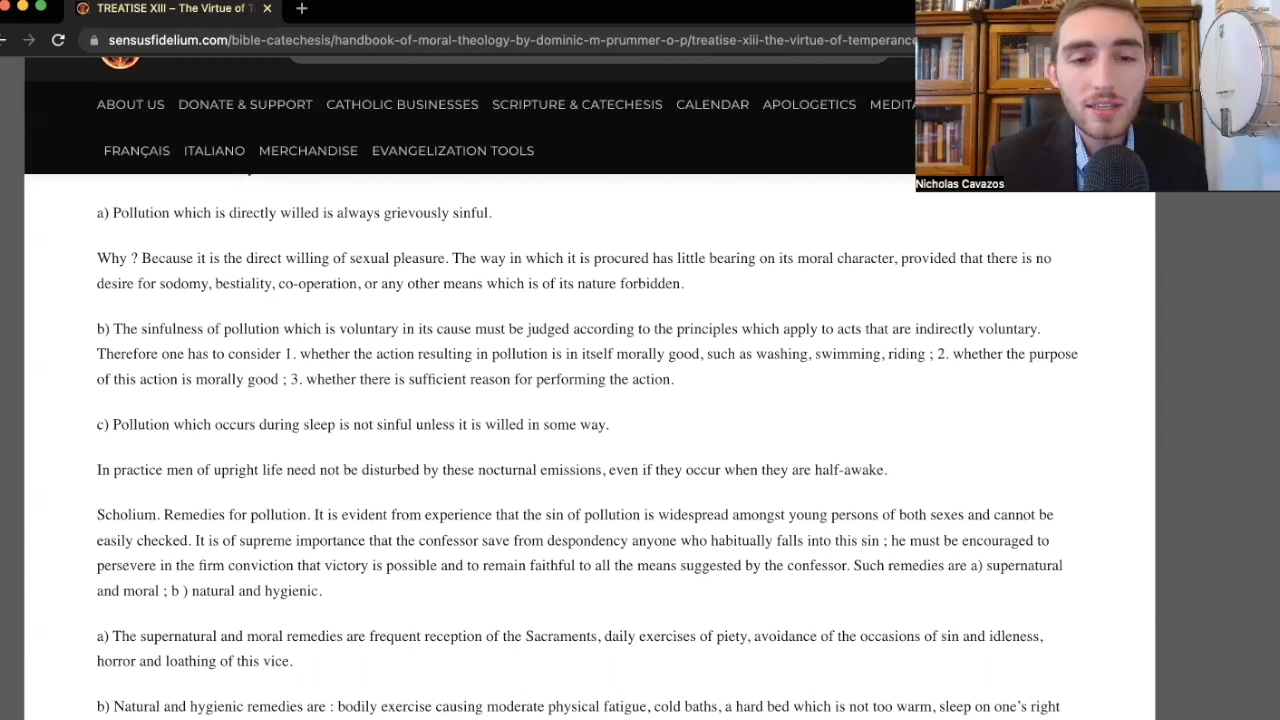 TREATISE XIII – The Virtue of T
sensusfidelium.com/bible-catechesis/handbook-of-moral-theology-by-dominic-m-prummer-o-p/treatise-xiii-the-virtue-of-temperance
ABOUT US DONATE & SUPPORT CATHOLIC BUSINESSES SCRIPTURE & CATECHESIS CALENDAR APOLOGETICS MEDITA
FRANÇAIS ITALIANO MERCHANDISE EVANGELIZATION TOOLS
Nicholas Cavazos
a) Pollution which is directly willed is always grievously sinful.
Why ? Because it is the direct willing of sexual pleasure. The way in which it is procured has little bearing on its moral character, provided that there is no
desire for sodomy, bestiality, co-operation, or any other means which is of its nature forbidden.
b) The sinfulness of pollution which is voluntary in its cause must be judged according to the principles which apply to acts that are indirectly voluntary.
Therefore one has to consider 1. whether the action resulting in pollution is in itself morally good, such as washing, swimming, riding ; 2. whether the purpose
of this action is morally good ; 3. whether there is sufficient reason for performing the action.
c) Pollution which occurs during sleep is not sinful unless it is willed in some way.
In practice men of upright life need not be disturbed by these nocturnal emissions, even if they occur when they are half-awake.
Scholium. Remedies for pollution. It is evident from experience that the sin of pollution is widespread amongst young persons of both sexes and cannot be
easily checked. It is of supreme importance that the confessor save from despondency anyone who habitually falls into this sin ; he must be encouraged to
persevere in the firm conviction that victory is possible and to remain faithful to all the means suggested by the confessor. Such remedies are a) supernatural
and moral ; b ) natural and hygienic.
a) The supernatural and moral remedies are frequent reception of the Sacraments, daily exercises of piety, avoidance of the occasions of sin and idleness,
horror and loathing of this vice.
b) Natural and hygienic remedies are : bodily exercise causing moderate physical fatigue, cold baths, a hard bed which is not too warm, sleep on one's right